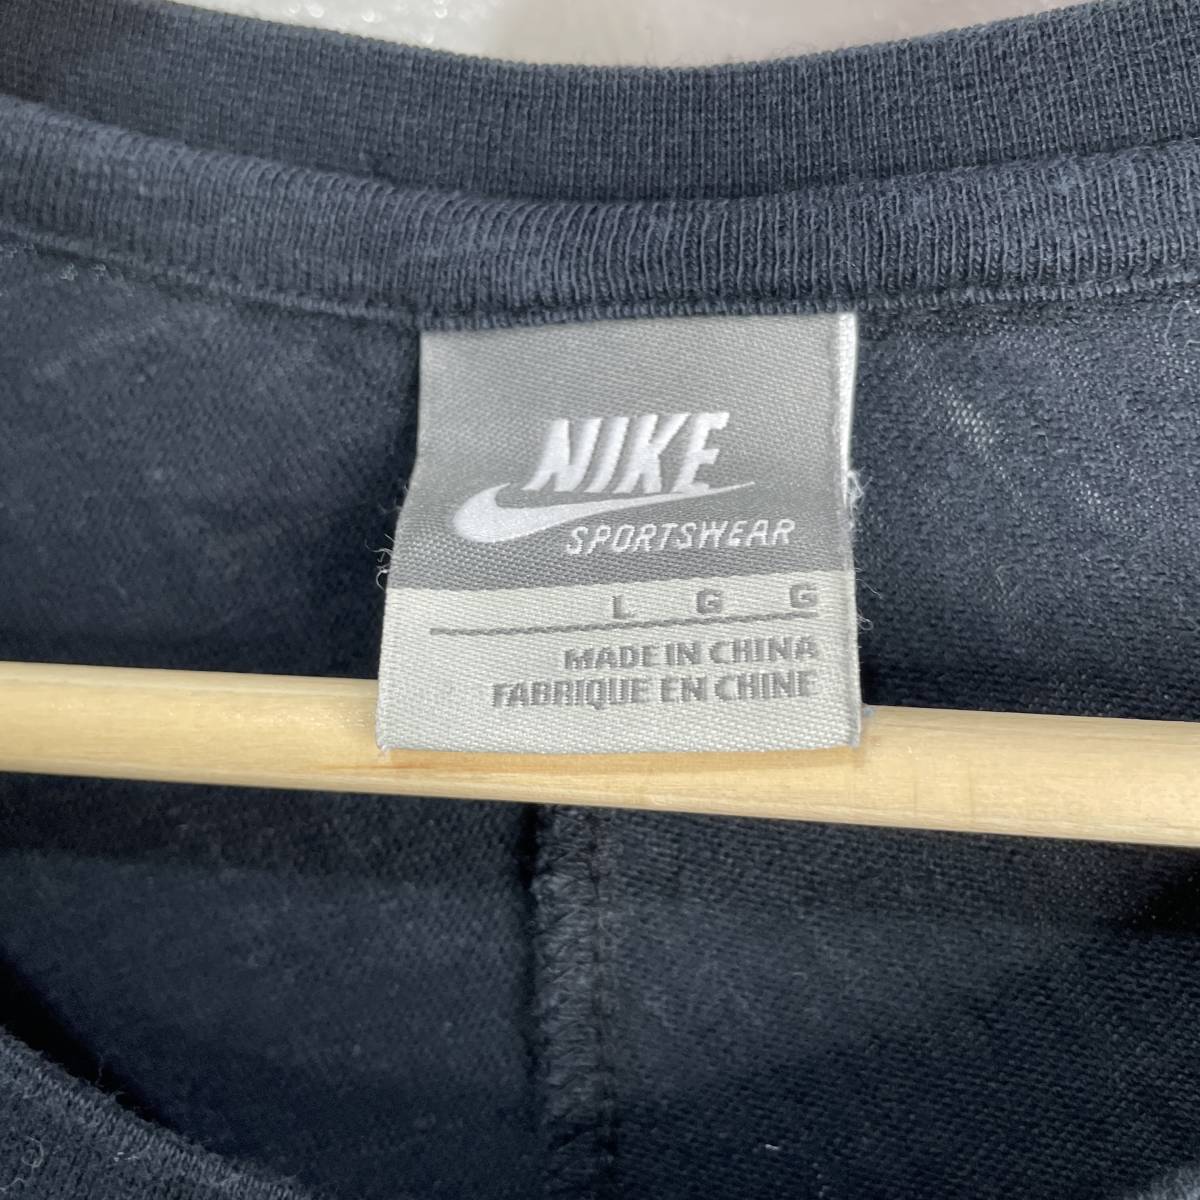 NIKE
SPORTSWEAR
L G G
MADE IN CHINA
FABRIQUE EN CHINE